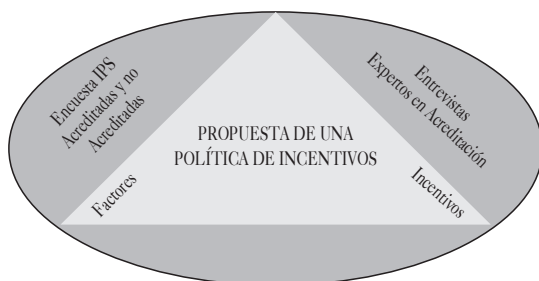 Encuesta IPS
Acreditadas y no
Acreditadas
Entrevistas
Expertos en Acreditación
PROPUESTA DE UNA
POLÍTICA DE INCENTIVOS
Factores
Incentivos